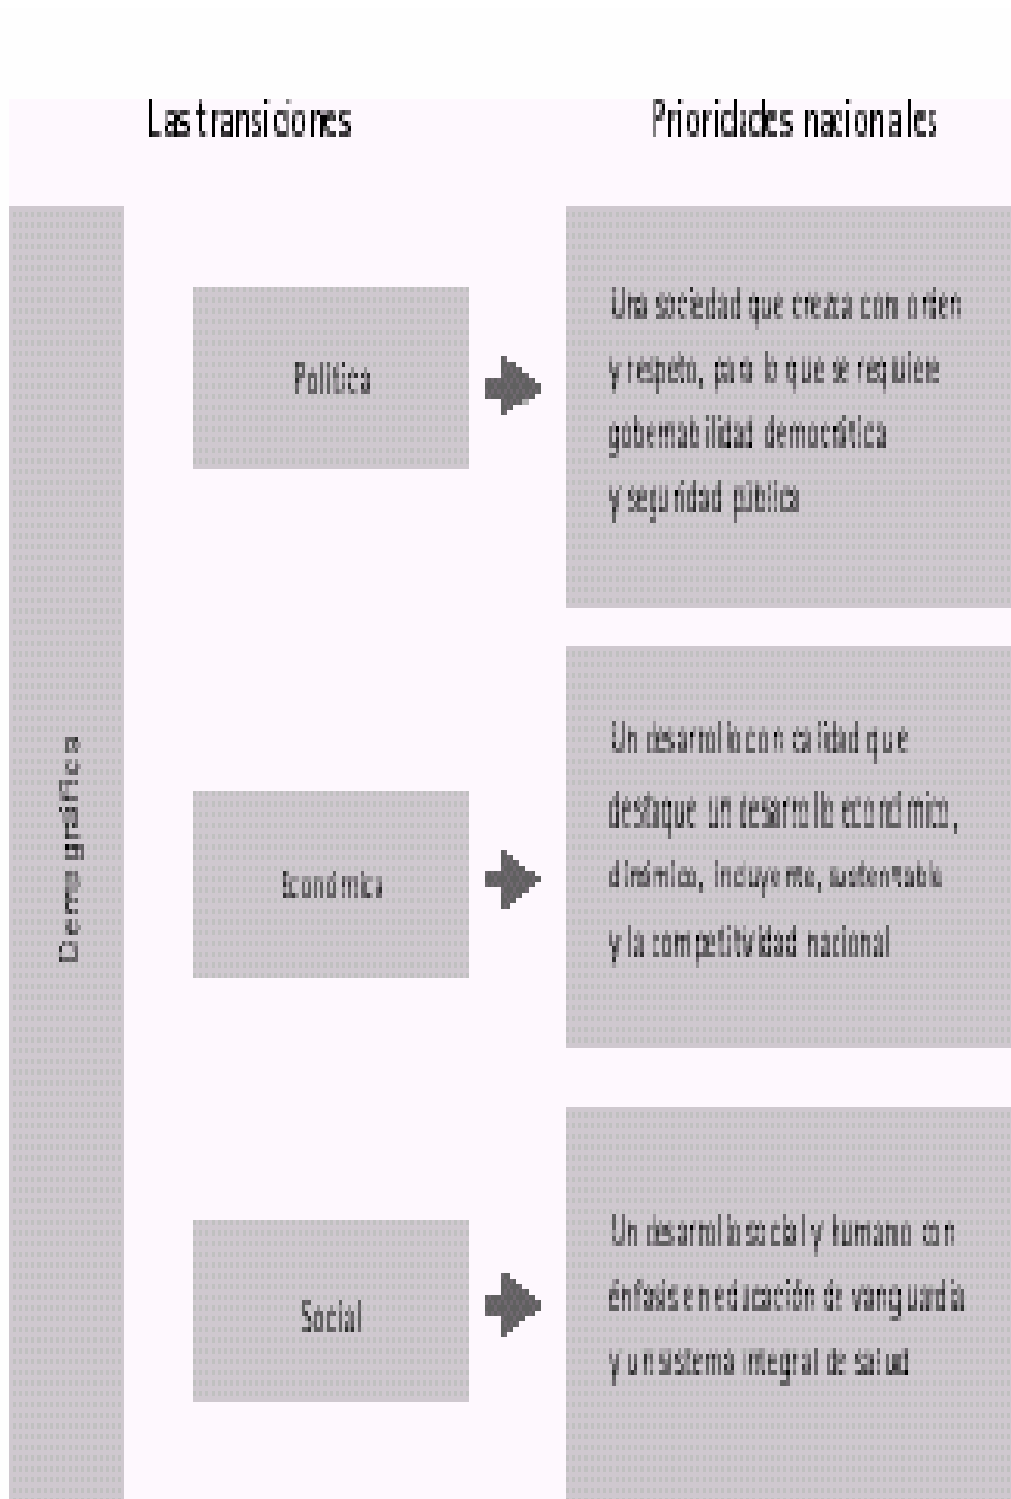 Las transiciones
Prioridades nacionales
Demográfica
Política
Una sociedad que crezca con orden
y respeto, para lo que se requiere
gobernabilidad democrática
y seguridad pública
Económica
Un desarrollo con calidad que
destaque un desarrollo económico,
dinámico, incluyente, sustentable
y la competitividad nacional
Social
Un desarrollo social y humano con
énfasis en educación de vanguardia
y un sistema integral de salud